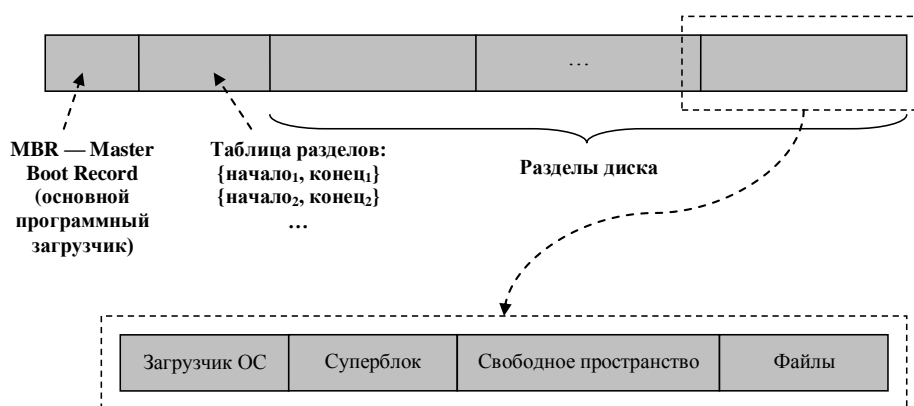 ...
MBR — Master
Boot Record
(основной
программный
загрузчик)
Таблица разделов:
{начало₁, конец₁}
{начало₂, конец₂}
...
Разделы диска
Загрузчик ОС
Суперблок
Свободное пространство
Файлы